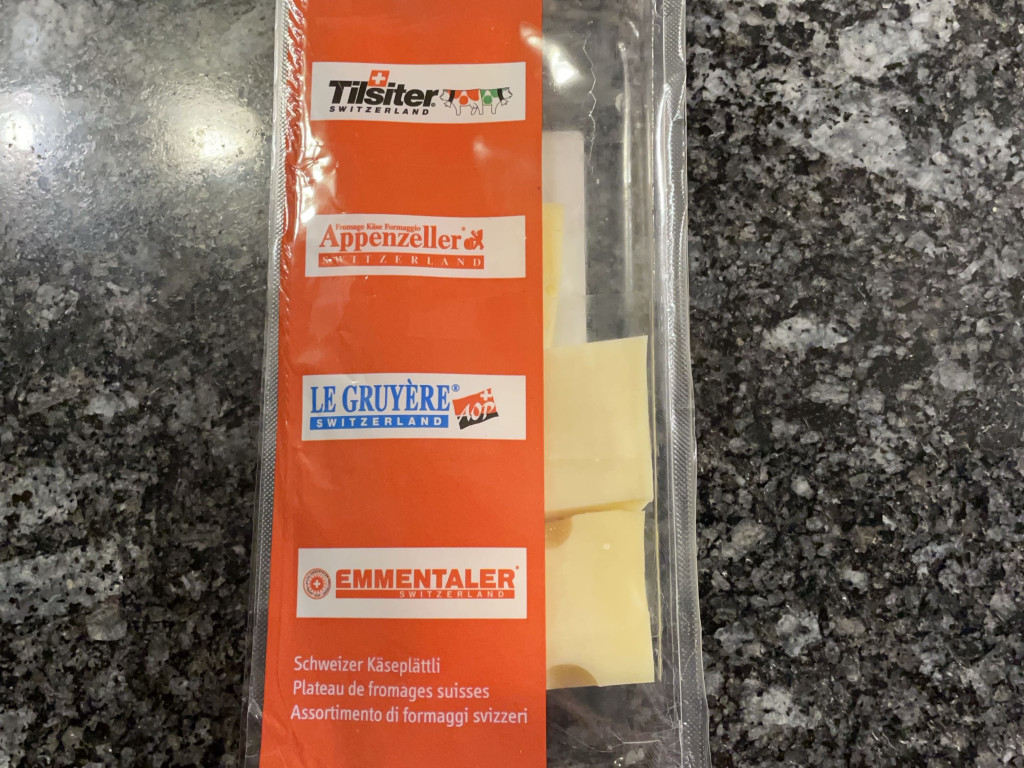 Tilsiter®
SWITZERLAND
Fromage Käse Formaggio
Appenzeller®
SWITZERLAND
LE GRUYÈRE®
SWITZERLAND
AOP
EMMENTALER®
SWITZERLAND
Schweizer Käseplättli
Plateau de fromages suisses
Assortimento di formaggi svizzeri